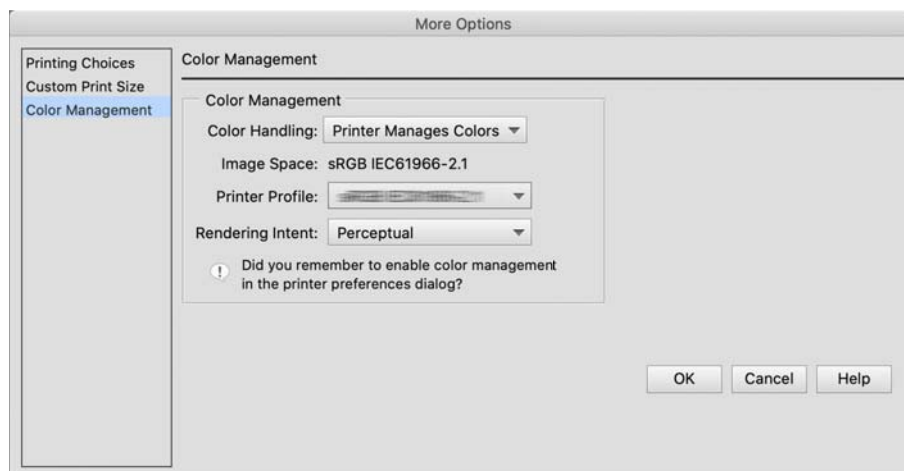 More Options
Printing Choices
Custom Print Size
Color Management
Color Management
Color Management
Color Handling: Printer Manages Colors
Image Space: sRGB IEC61966-2.1
Printer Profile:
Rendering Intent: Perceptual
! Did you remember to enable color management
in the printer preferences dialog?
OK Cancel Help